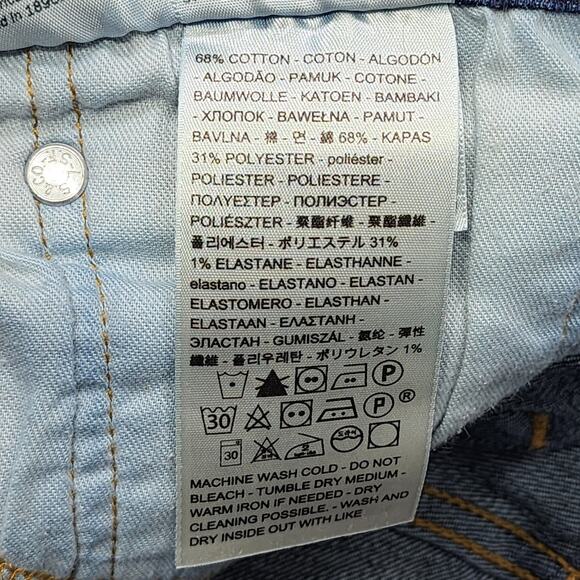 in 189
68% COTTON - COTON - ALGODÓN
- ALGODÃO - PAMUK - COTONE -
BAUMWOLLE - KATOEN - BAMBAKI
- ХЛОПОК - BAWEŁNA - PAMUT -
BAVLNA - 棉 - 면 - 綿 68% - KAPAS
31% POLYESTER - poliéster -
POLIESTER - POLIESTERE -
ΠΟΛΥΕΣΤΕΡ - ПОЛИЭСТЕР -
POLIÉSZTER - 聚酯纤维 - 聚酯纖維 -
폴리에스터 - ポリエステル 31%
1% ELASTANE - ELASTHANNE -
elastano - ELASTANO - ELASTAN -
ELASTOMERO - ELASTHAN -
ELASTAAN - ΕΛΑΣΤΑΝΗ -
ЭЛАСТАН - GUMISZÁL - 氨纶 - 彈性
纖維 - 폴리우레탄 - ポリウレタン 1%
P
30 P
30
MACHINE WASH COLD - DO NOT
BLEACH - TUMBLE DRY MEDIUM -
WARM IRON IF NEEDED - DRY
CLEANING POSSIBLE. - WASH AND
DRY INSIDE OUT WITH LIKE